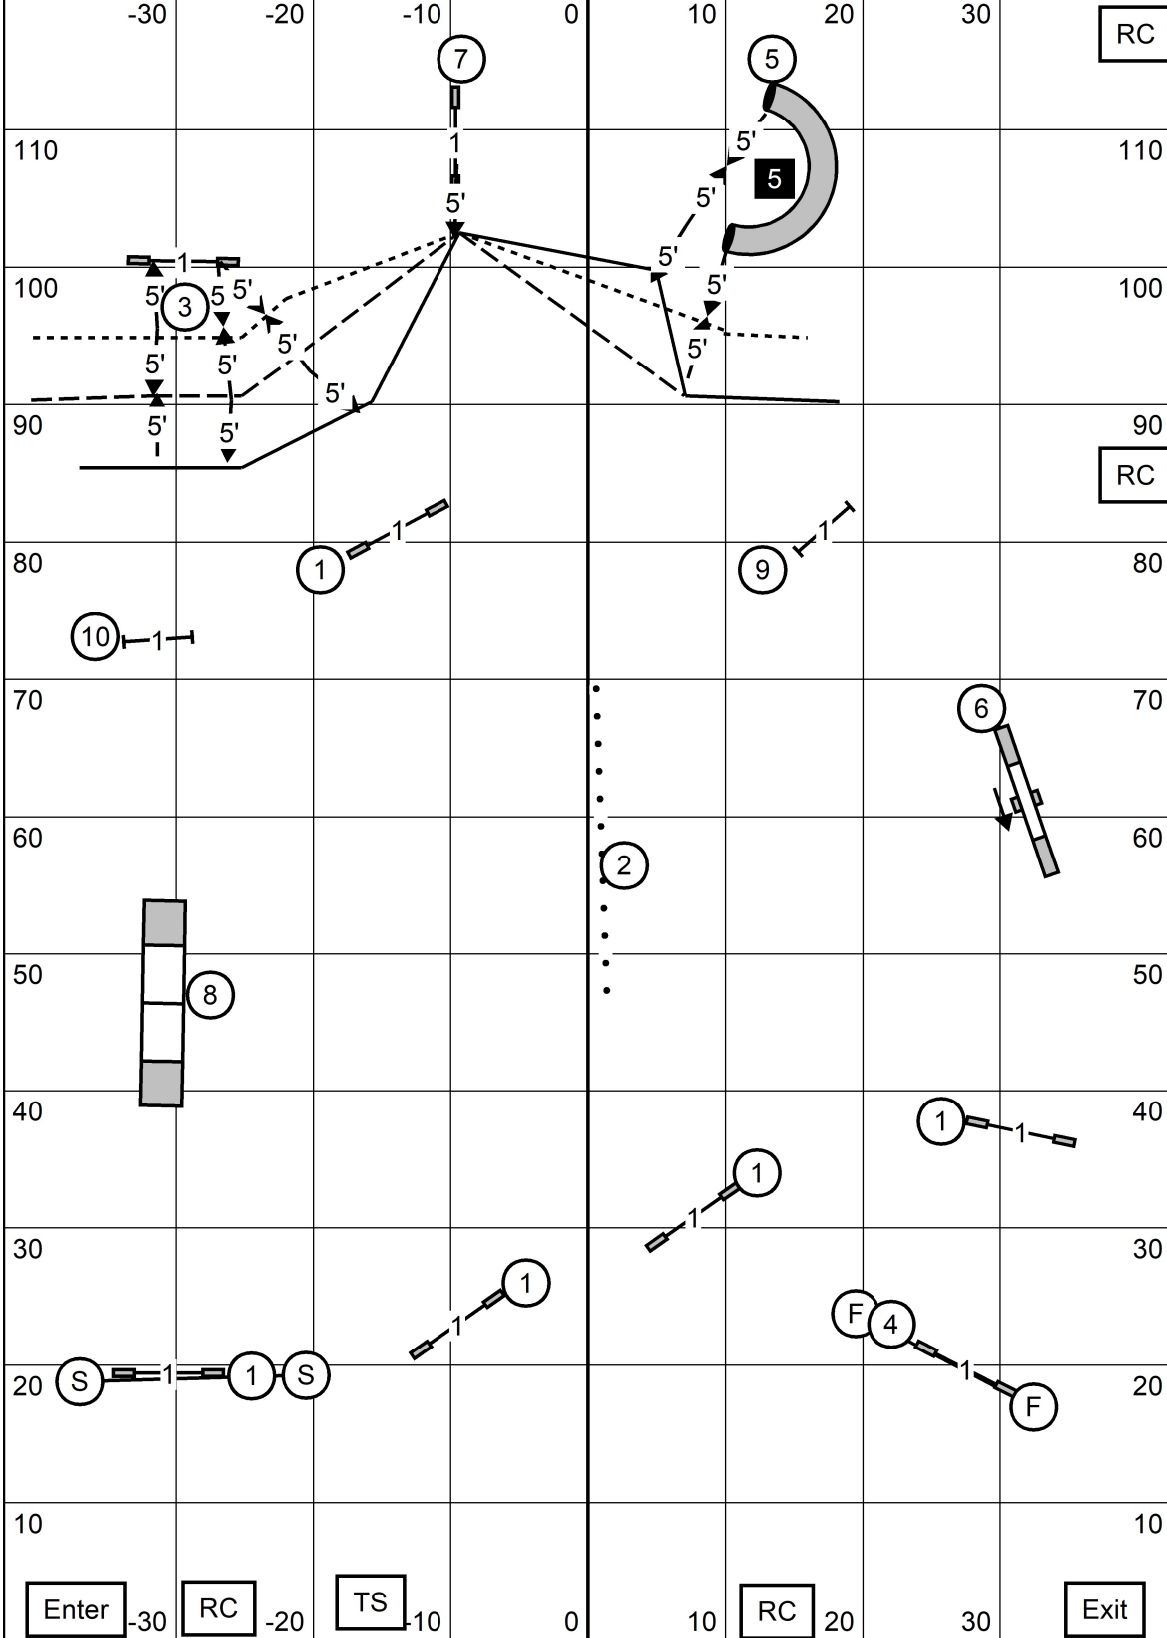 -30 -20 -10 0 10 20 30
RC
7 5
110 1 5' 110
5' 5
5' 5'
1 5'
100 5' 3 5 5' 5' 100
5' 5'
5' 5'
5'
90 5' 5' 90
RC
1 1
80 1 9 80
10 1
70 6 70
60 60
2
50 8 50
40 1 1 40
1
30 1 30
1
1 F 4
20 S 1 1 S 1 20
F
10 10
Enter -30 RC -20 TS -10 0 10 RC 20 30 Exit